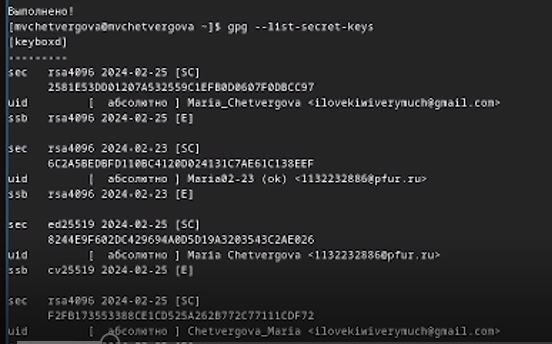 Выполнено!
[mvchetvergova@mvchetvergova ~]$ gpg --list-secret-keys
[keyboxd]
---------
sec   rsa4096 2024-02-25 [SC]
      2581E53DD01207A532559C1EFB0D0607F0DBCC97
uid           [  абсолютно ] Maria_Chetvergova <ilovekiwiverymuch@gmail.com>
ssb   rsa4096 2024-02-25 [E]
sec   rsa4096 2024-02-23 [SC]
      6C2A5BEDBFD110BC4120D024131C7AE61C138EEF
uid           [  абсолютно ] Maria02-23 (ok) <1132232886@pfur.ru>
ssb   rsa4096 2024-02-23 [E]
sec   ed25519 2024-02-25 [SC]
      8244E9F602DC429694A0D5D19A3203543C2AE026
uid           [  абсолютно ] Maria Chetvergova <1132232886@pfur.ru>
ssb   cv25519 2024-02-25 [E]
sec   rsa4096 2024-02-25 [SC]
      F2FB173553388CE1CD525A262B772C77111CDF72
uid           [  абсолютно ] Chetvergova_Maria <ilovekiwiverymuch@gmail.com>